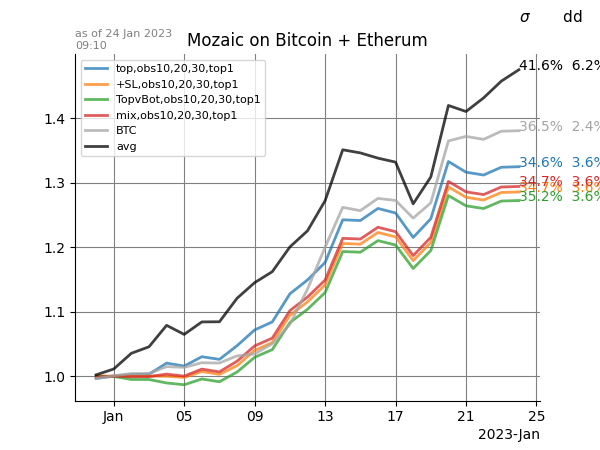 σ dd
as of 24 Jan 2023
09:10
Mozaic on Bitcoin + Etherum
top,obs10,20,30,top1
+SL,obs10,20,30,top1
TopvBot,obs10,20,30,top1
mix,obs10,20,30,top1
BTC
avg
41.6% 6.2%
36.5% 2.4%
34.6% 3.6%
34.7% 3.6%
35.2% 3.6%
1.4
1.3
1.2
1.1
1.0
Jan 05 09 13 17 21 25
2023-Jan